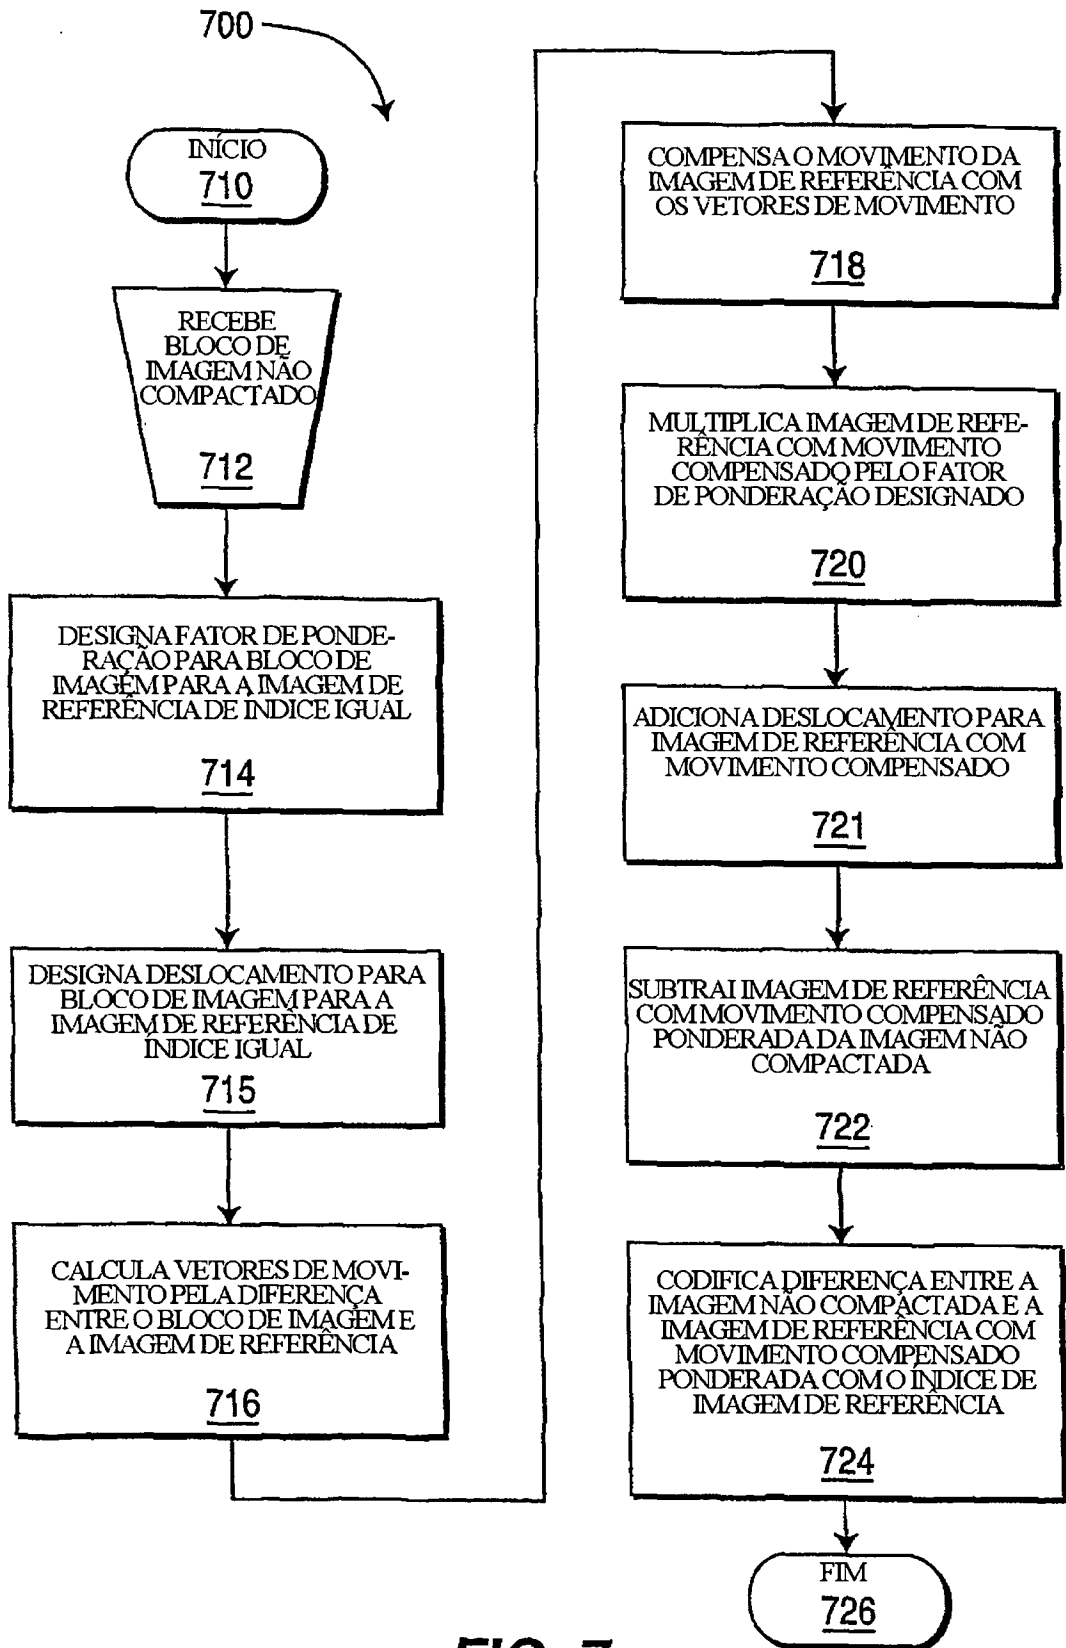 700
INÍCIO
710
RECEBE
BLOCO DE
IMAGEM NÃO
COMPACTADO
712
DESIGNA FATOR DE PONDE-
RAÇÃO PARA BLOCO DE
IMAGEM PARA A IMAGEM DE
REFERÊNCIA DE ÍNDICE IGUAL
714
DESIGNA DESLOCAMENTO PARA
BLOCO DE IMAGEM PARA A
IMAGEM DE REFERÊNCIA DE
ÍNDICE IGUAL
715
CALCULA VETORES DE MOVI-
MENTO PELA DIFERENÇA
ENTRE O BLOCO DE IMAGEM E
A IMAGEM DE REFERÊNCIA
716
COMPENSA O MOVIMENTO DA
IMAGEM DE REFERÊNCIA COM
OS VETORES DE MOVIMENTO
718
MULTIPLICA IMAGEM DE REFE-
RÊNCIA COM MOVIMENTO
COMPENSADO PELO FATOR
DE PONDERAÇÃO DESIGNADO
720
ADICIONA DESLOCAMENTO PARA
IMAGEM DE REFERÊNCIA COM
MOVIMENTO COMPENSADO
721
SUBTRAI IMAGEM DE REFERÊNCIA
COM MOVIMENTO COMPENSADO
PONDERADA DA IMAGEM NÃO
COMPACTADA
722
CODIFICA DIFERENÇA ENTRE A
IMAGEM NÃO COMPACTADA E A
IMAGEM DE REFERÊNCIA COM
MOVIMENTO COMPENSADO
PONDERADA COM O ÍNDICE DE
IMAGEM DE REFERÊNCIA
724
FIM
726
FIG. 7